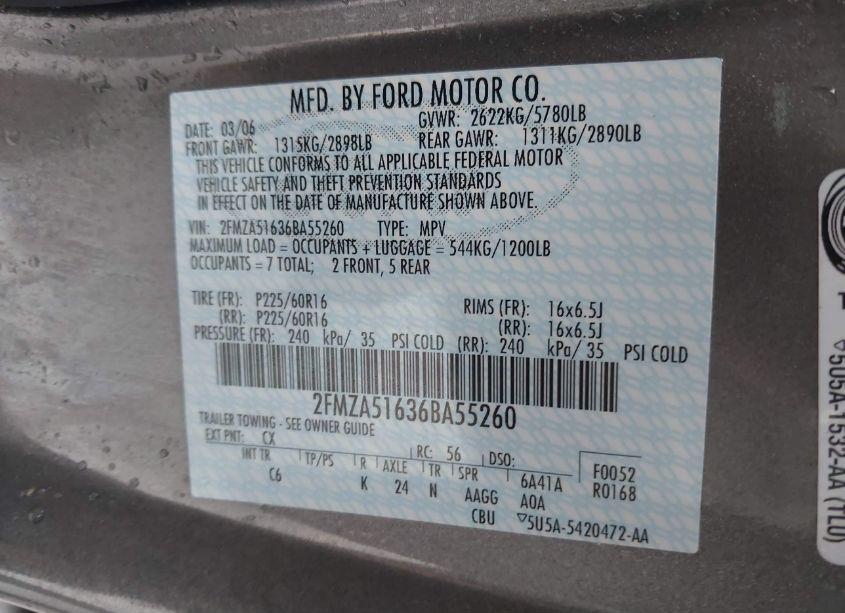 MFD. BY FORD MOTOR CO.
DATE: 03/06 GVWR: 2622KG/5780LB
FRONT GAWR: 1315KG/2898LB REAR GAWR: 1311KG/2890LB
THIS VEHICLE CONFORMS TO ALL APPLICABLE FEDERAL MOTOR
VEHICLE SAFETY AND THEFT PREVENTION STANDARDS
IN EFFECT ON THE DATE OF MANUFACTURE SHOWN ABOVE.
VIN: 2FMZA51636BA55260 TYPE: MPV
MAXIMUM LOAD = OCCUPANTS + LUGGAGE = 544KG/1200LB
OCCUPANTS = 7 TOTAL; 2 FRONT, 5 REAR
TIRE (FR): P225/60R16 RIMS (FR): 16x6.5J
(RR): P225/60R16 (RR): 16x6.5J
PRESSURE (FR): 240 kPa/ 35 PSI COLD (RR): 240 kPa/ 35 PSI COLD
2FMZA51636BA55260
TRAILER TOWING - SEE OWNER GUIDE
EXT PNT: CX RC: 56 DSO: F0052
INT TR TP/PS R AXLE TR SPR 6A41A R0168
C6 K 24 N AAGG AOA
CBU ▽5U5A-5420472-AA
▽5U5A-1532-AA (TLO)